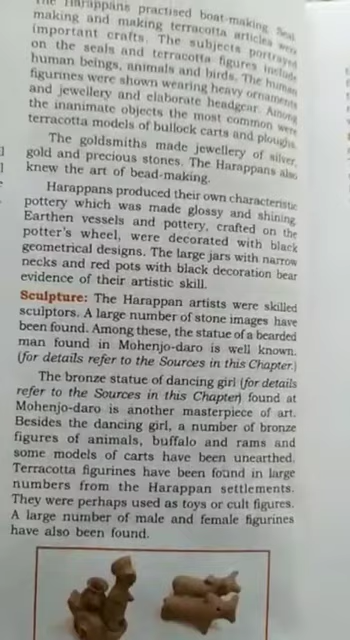 The Harappans practised boat-making. Seal
making and making terracotta articles were
important crafts. The subjects portrayed
on the seals and terracotta figures include
human beings, animals and birds. The human
figurines were shown wearing heavy ornaments
and jewellery and elaborate headgear. Among
the inanimate objects the most common were
terracotta models of bullock carts and ploughs.
The goldsmiths made jewellery of silver,
gold and precious stones. The Harappans also
knew the art of bead-making.
Harappans produced their own characteristic
pottery which was made glossy and shining.
Earthen vessels and pottery, crafted on the
potter's wheel, were decorated with black
geometrical designs. The large jars with narrow
necks and red pots with black decoration bear
evidence of their artistic skill.
Sculpture: The Harappan artists were skilled
sculptors. A large number of stone images have
been found. Among these, the statue of a bearded
man found in Mohenjo-daro is well known.
(for details refer to the Sources in this Chapter.)
The bronze statue of dancing girl (for details
refer to the Sources in this Chapter) found at
Mohenjo-daro is another masterpiece of art.
Besides the dancing girl, a number of bronze
figures of animals, buffalo and rams and
some models of carts have been unearthed.
Terracotta figurines have been found in large
numbers from the Harappan settlements.
They were perhaps used as toys or cult figures.
A large number of male and female figurines
have also been found.